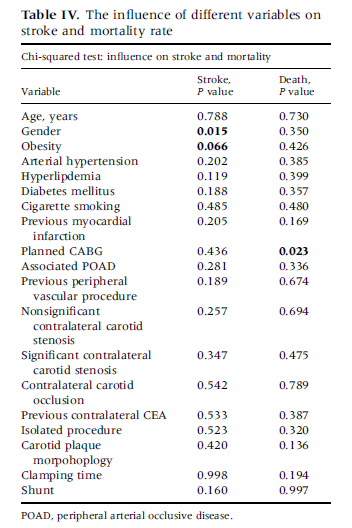 Table IV. The influence of different variables on
stroke and mortality rate
Chi-squared test: influence on stroke and mortality
Variable Stroke, P value Death, P value
Age, years 0.788 0.730
Gender 0.015 0.350
Obesity 0.066 0.426
Arterial hypertension 0.202 0.385
Hyperlipdemia 0.119 0.399
Diabetes mellitus 0.188 0.357
Cigarette smoking 0.485 0.480
Previous myocardial 0.205 0.169
infarction
Planned CABG 0.436 0.023
Associated POAD 0.281 0.336
Previous peripheral 0.189 0.674
vascular procedure
Nonsignificant 0.257 0.694
contralateral carotid
stenosis
Significant contralateral 0.347 0.475
carotid stenosis
Contralateral carotid 0.542 0.789
occlusion
Previous contralateral CEA 0.533 0.387
Isolated procedure 0.523 0.320
Carotid plaque 0.420 0.136
morpohoplogy
Clamping time 0.998 0.194
Shunt 0.160 0.997
POAD, peripheral arterial occlusive disease.